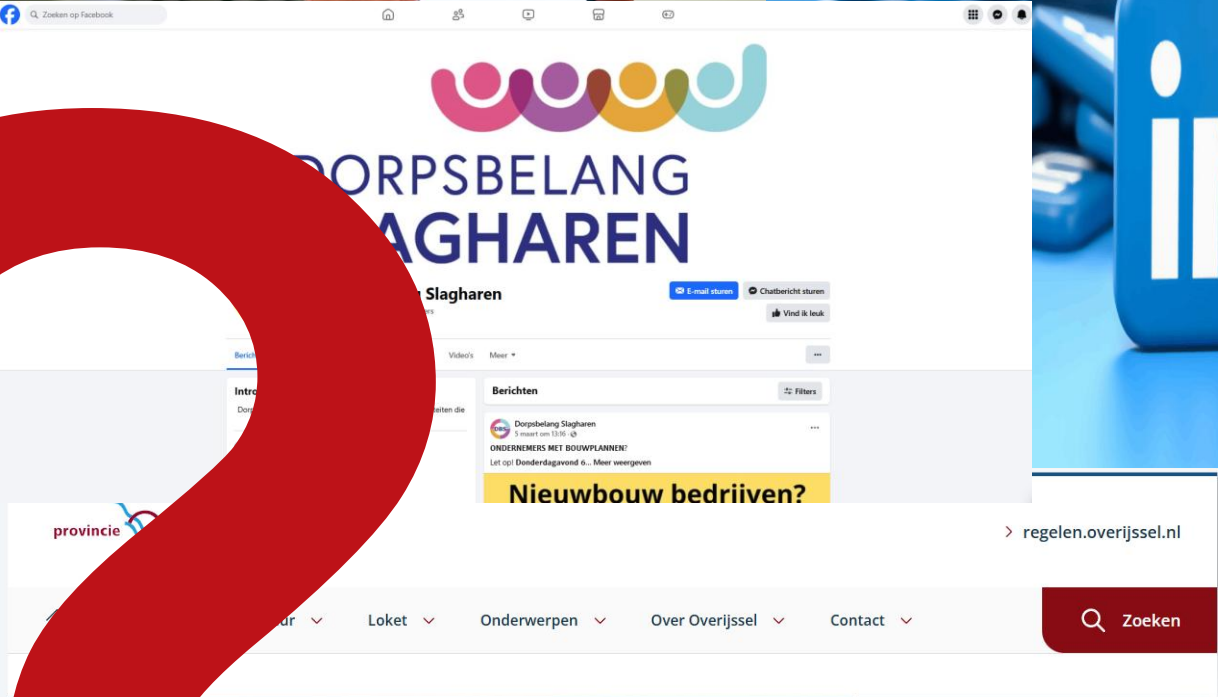 Zoeken op Facebook
DORPSBELANG
AGHAREN
Slagharen
E-mail sturen
Chatbericht sturen
Vind ik leuk
Video's
Meer
Berichten
Filters
Dorpsbelang Slagharen
5 maart om 13:16
ONDERNEMERS MET BOUWPLANNEN?
Let op! Donderdagavond 6... Meer weergeven
Nieuwbouw bedrijven?
provincie
regelen.overijssel.nl
Loket
Onderwerpen
Over Overijssel
Contact
Zoeken
in